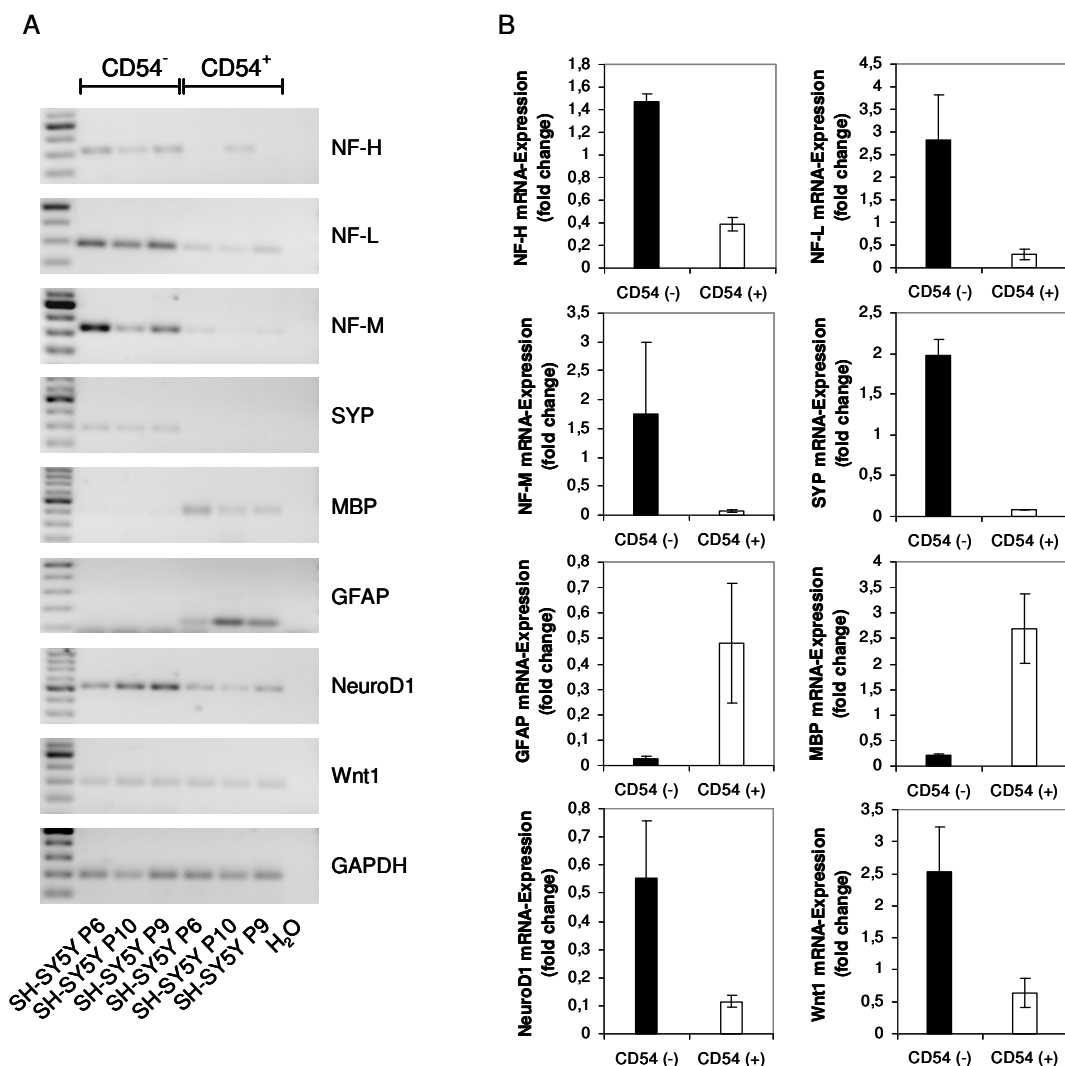 A
CD54⁻ CD54⁺
NF-H
NF-L
NF-M
SYP
MBP
GFAP
NeuroD1
Wnt1
GAPDH
SH-SY5Y P6
SH-SY5Y P10
SH-SY5Y P9
SH-SY5Y P6
SH-SY5Y P10
SH-SY5Y P9
H₂O
B
NF-H mRNA-Expression
(fold change)
1,8
1,6
1,4
1,2
1
0,8
0,6
0,4
0,2
0
CD54 (-) CD54 (+)
NF-L mRNA-Expression
(fold change)
4,5
4
3,5
3
2,5
2
1,5
1
0,5
0
CD54 (-) CD54 (+)
NF-M mRNA-Expression
(fold change)
3,5
3
2,5
2
1,5
1
0,5
0
CD54 (-) CD54 (+)
SYP mRNA-Expression
(fold change)
2,5
2
1,5
1
0,5
0
CD54 (-) CD54 (+)
GFAP mRNA-Expression
(fold change)
0,8
0,7
0,6
0,5
0,4
0,3
0,2
0,1
0
CD54 (-) CD54 (+)
MBP mRNA-Expression
(fold change)
4
3,5
3
2,5
2
1,5
1
0,5
0
CD54 (-) CD54 (+)
NeuroD1 mRNA-Expression
(fold change)
0,8
0,7
0,6
0,5
0,4
0,3
0,2
0,1
0
CD54 (-) CD54 (+)
Wnt1 mRNA-Expression
(fold change)
3,5
3
2,5
2
1,5
1
0,5
0
CD54 (-) CD54 (+)